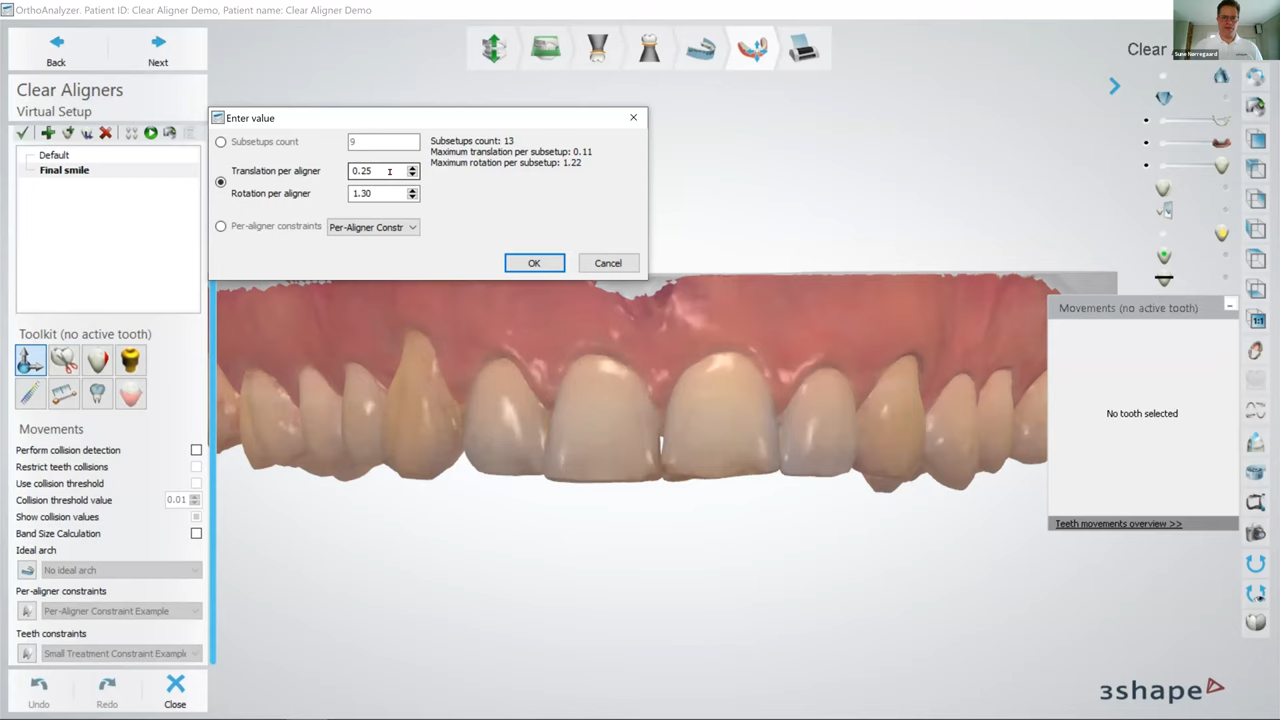 OrthoAnalyzer. Patient ID: Clear Aligner Demo, Patient name: Clear Aligner Demo
Back
Next
Clear Aligners
Virtual Setup
Default
Final smile
Toolkit (no active tooth)
Movements
Perform collision detection
Restrict teeth collisions
Use collision threshold
Collision threshold value
0.01
Show collision values
Band Size Calculation
Ideal arch
No ideal arch
Per-aligner constraints
Per-Aligner Constraint Example
Teeth constraints
Small Treatment Constraint Example
Undo
Redo
Close
Enter value
Subsetups count
9
Translation per aligner
0.25
Rotation per aligner
1.30
Per-aligner constraints
Per-Aligner Constr
Subsetups count: 13
Maximum translation per subsetup: 0.11
Maximum rotation per subsetup: 1.22
OK
Cancel
Clear
Sune Nørregaard
1:1
Movements (no active tooth)
No tooth selected
Teeth movements overview >>
3shape